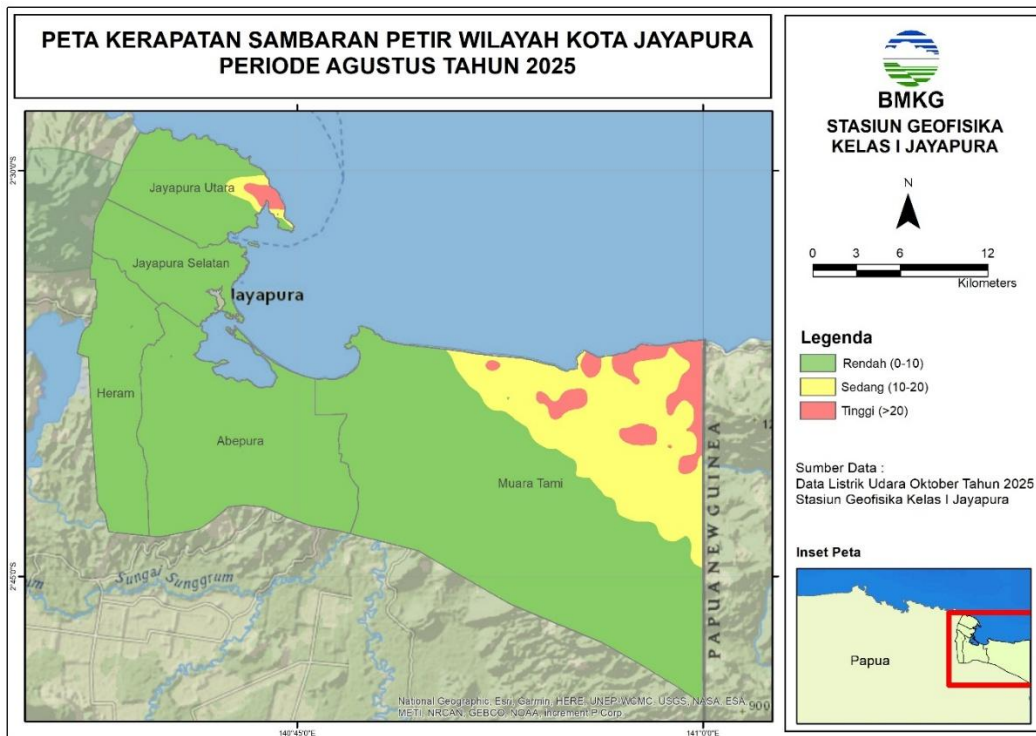 PETA KERAPATAN SAMBARAN PETIR WILAYAH KOTA JAYAPURA
PERIODE AGUSTUS TAHUN 2025
2°30'0"S
2°45'0"S
140°45'0"E
141°0'0"E
Jayapura Utara
Jayapura Selatan
Jayapura
Heram
Abepura
Muara Tami
PAPUA NEW GUINEA
Sungai Sunggrum
National Geographic, Esri, Garmin, HERE, UNEP-WCMC, USGS, NASA, ESA,
METI, NRCAN, GEBCO, NOAA, increment P Corp.
900
BMKG
STASIUN GEOFISIKA
KELAS I JAYAPURA
N
0 3 6 12
Kilometers
Legenda
Rendah (0-10)
Sedang (10-20)
Tinggi (>20)
Sumber Data :
Data Listrik Udara Oktober Tahun 2025
Stasiun Geofisika Kelas I Jayapura
Inset Peta
Papua